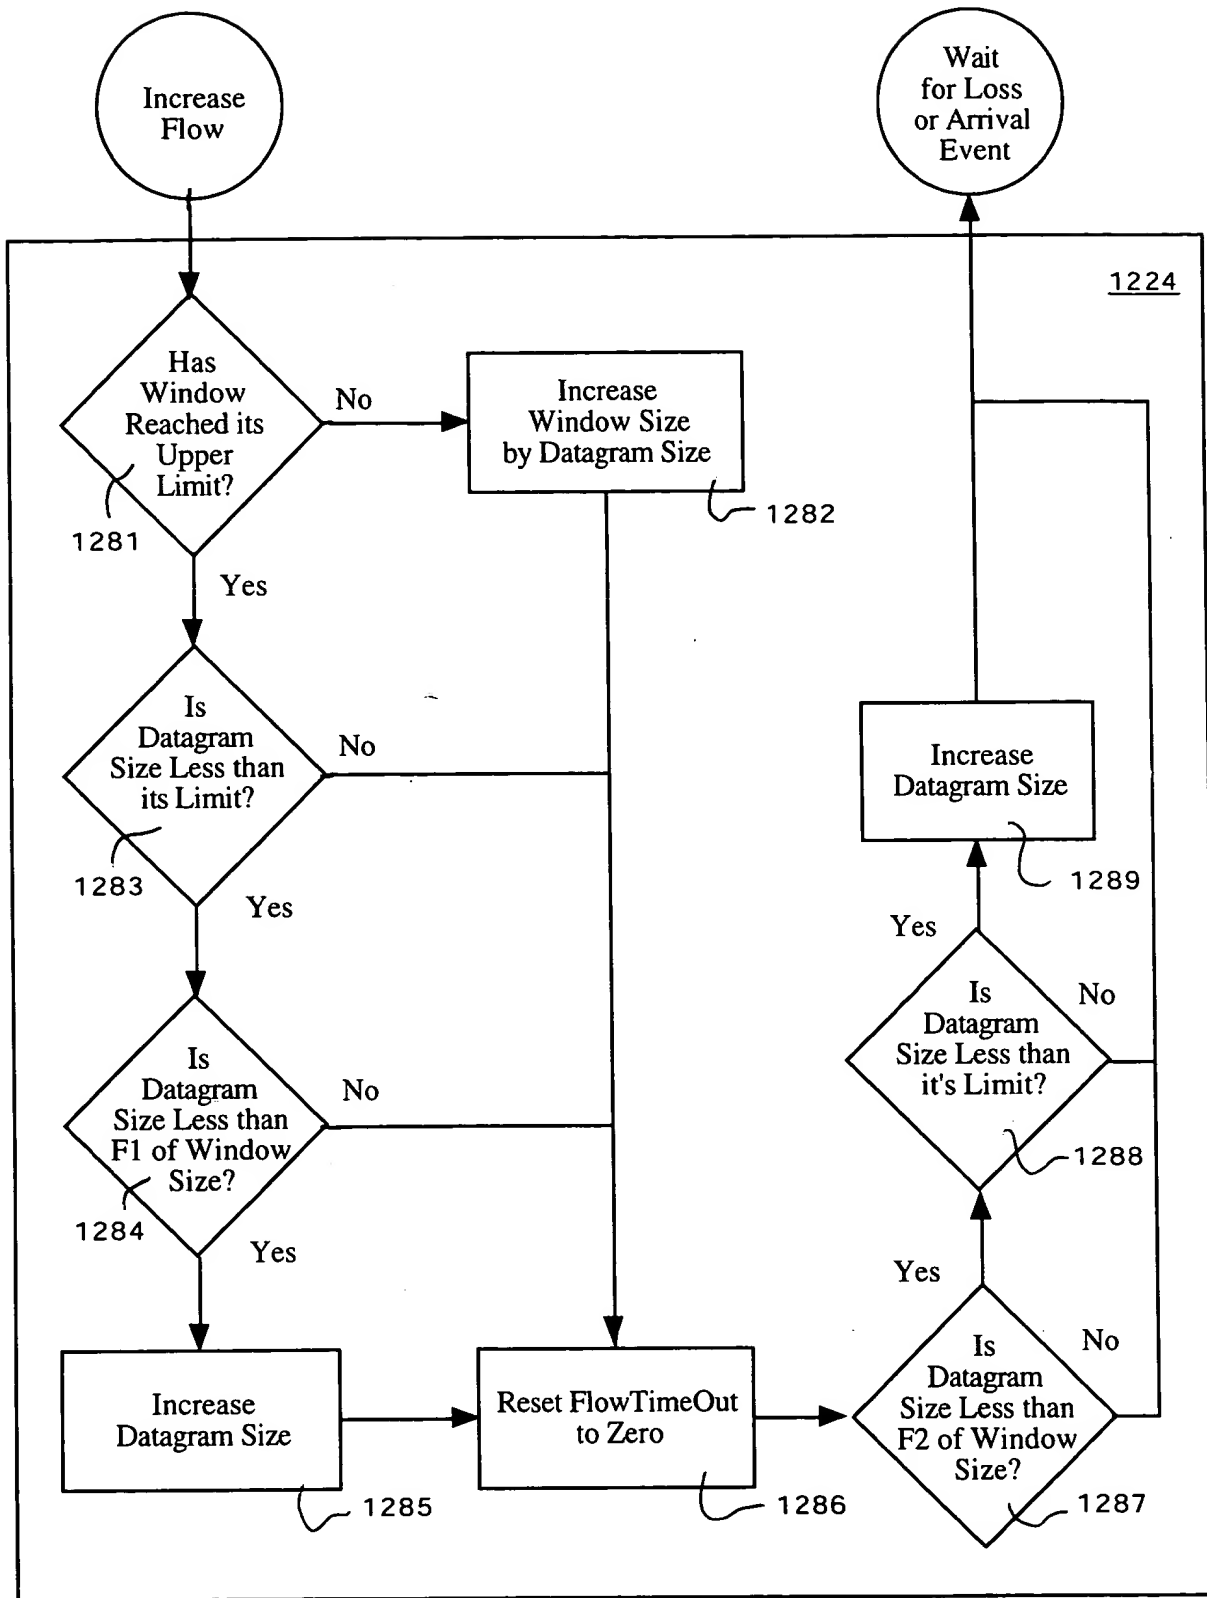 Increase
Flow
Wait
for Loss
or Arrival
Event
1224
Has
Window
Reached its
Upper
Limit?
1281
No
Yes
Increase
Window Size
by Datagram Size
1282
Is
Datagram
Size Less than
its Limit?
1283
No
Yes
Is
Datagram
Size Less than
F1 of Window
Size?
1284
No
Yes
Increase
Datagram Size
1285
Reset FlowTimeOut
to Zero
1286
Is
Datagram
Size Less than
F2 of Window
Size?
1287
No
Yes
Is
Datagram
Size Less than
it's Limit?
1288
No
Yes
Increase
Datagram Size
1289